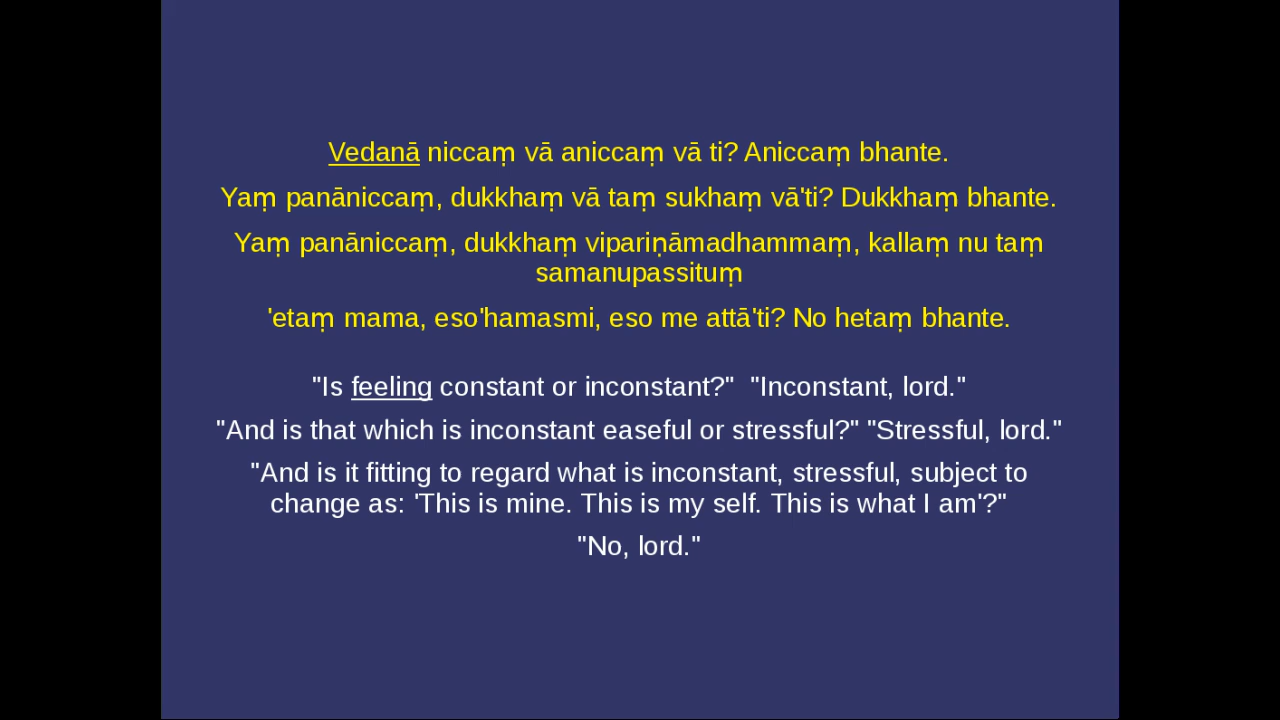 Vedanā niccaṃ vā aniccaṃ vā ti? Aniccaṃ bhante.
Yaṃ panāniccaṃ, dukkhaṃ vā taṃ sukhaṃ vā'ti? Dukkhaṃ bhante.
Yaṃ panāniccaṃ, dukkhaṃ vipariṇāmadhammaṃ, kallaṃ nu taṃ
samanupassituṃ
'etaṃ mama, eso'hamasmi, eso me attā'ti? No hetaṃ bhante.
"Is feeling constant or inconstant?"  "Inconstant, lord."
"And is that which is inconstant easeful or stressful?" "Stressful, lord."
"And is it fitting to regard what is inconstant, stressful, subject to
change as: 'This is mine. This is my self. This is what I am'?"
"No, lord."